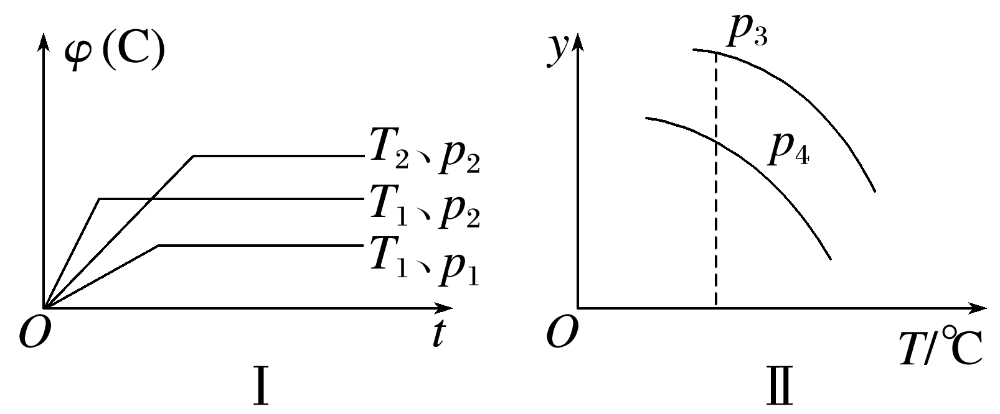 φ(C)
T₂、p₂
T₁、p₂
T₁、p₁
O
t
Ⅰ
y
p₃
p₄
O
T/℃
Ⅱ